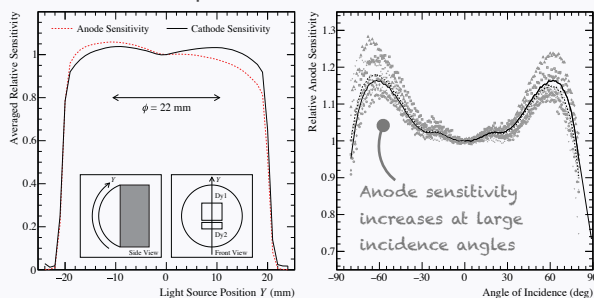 Anode Sensitivity Cathode Sensitivity
Averaged Relative Sensitivity
1
0.8
0.6
0.4
0.2
0
ϕ = 22 mm
Y
Side View
Y
Dy1
Dy2
Front View
−20 −10 0 10 20
Light Source Position Y (mm)
Relative Anode Sensitivity
1.3
1.2
1.1
1.0
0.9
0.8
0.7
Anode sensitivity
increases at large
incidence angles
−90 −60 −30 0 30 60 90
Angle of Incidence (deg)